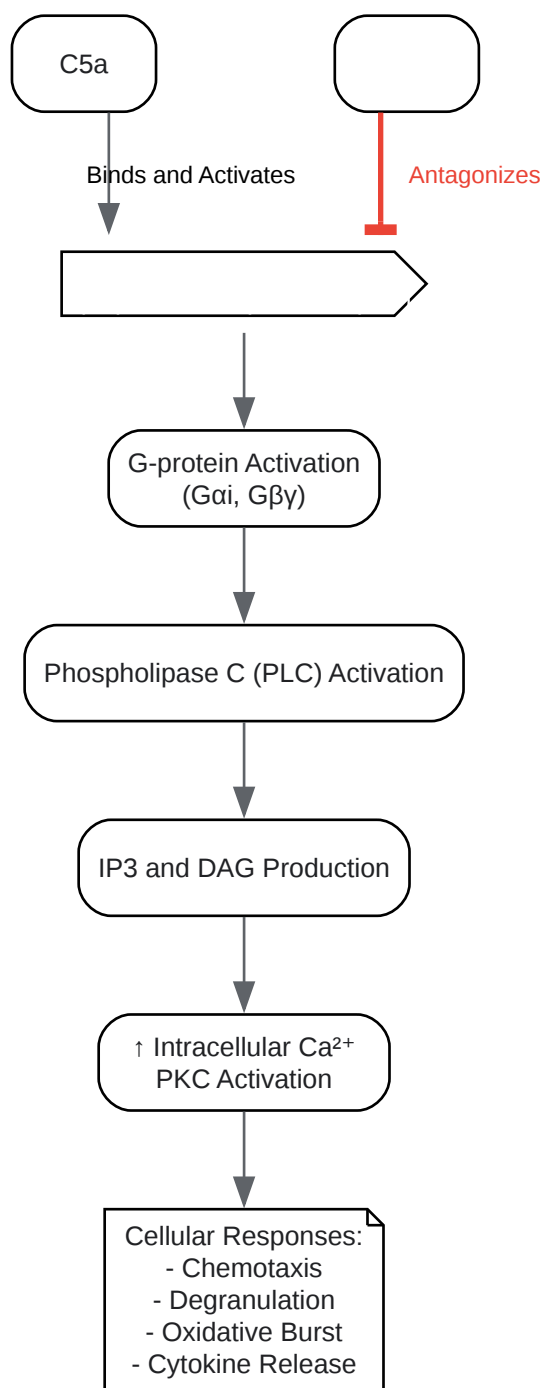 C5a
Binds and Activates
Antagonizes
G-protein Activation
(Gαi, Gβγ)
Phospholipase C (PLC) Activation
IP3 and DAG Production
↑ Intracellular Ca²⁺
PKC Activation
Cellular Responses:
- Chemotaxis
- Degranulation
- Oxidative Burst
- Cytokine Release